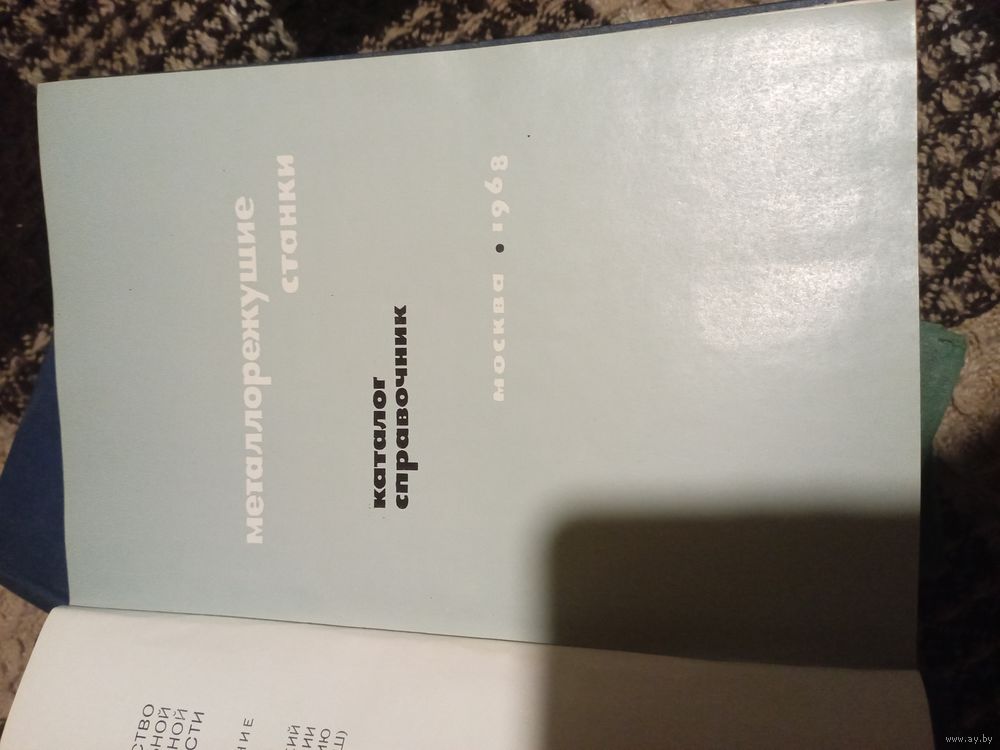 металлорежущие
станки
каталог
справочник
москва • 1968
www.ay.by